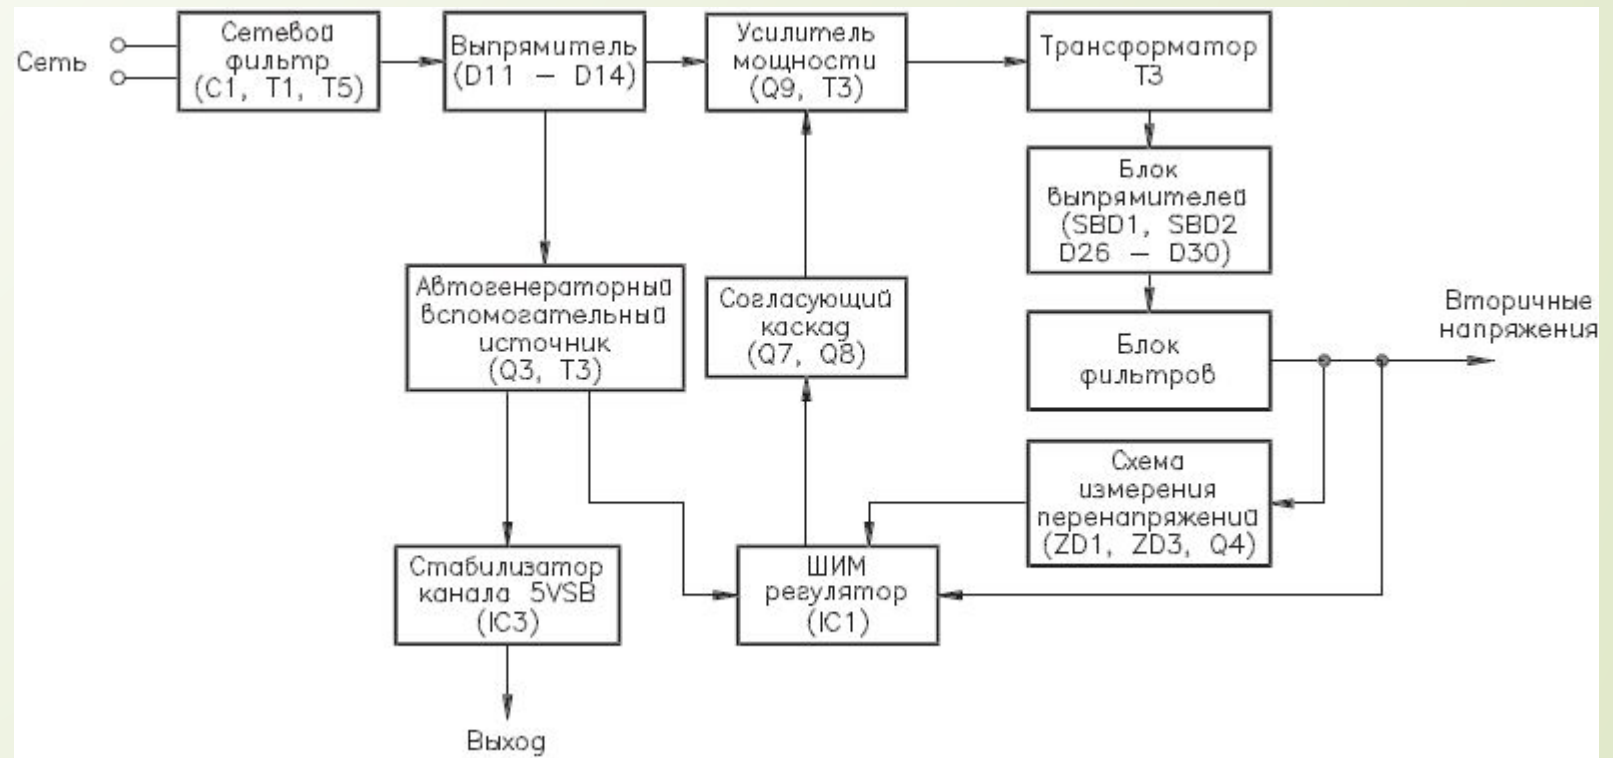 Сеть
Сетевой
фильтр
(C1, T1, T5)
Выпрямитель
(D11 – D14)
Усилитель
мощности
(Q9, T3)
Трансформатор
T3
Блок
выпрямителей
(SBD1, SBD2
D26 – D30)
Автогенераторный
вспомогательный
источник
(Q3, T3)
Согласующий
каскад
(Q7, Q8)
Блок
фильтров
Вторичные
напряжения
Схема
измерения
перенапряжений
(ZD1, ZD3, Q4)
Стабилизатор
канала 5VSB
(IC3)
ШИМ
регулятор
(IC1)
Выход